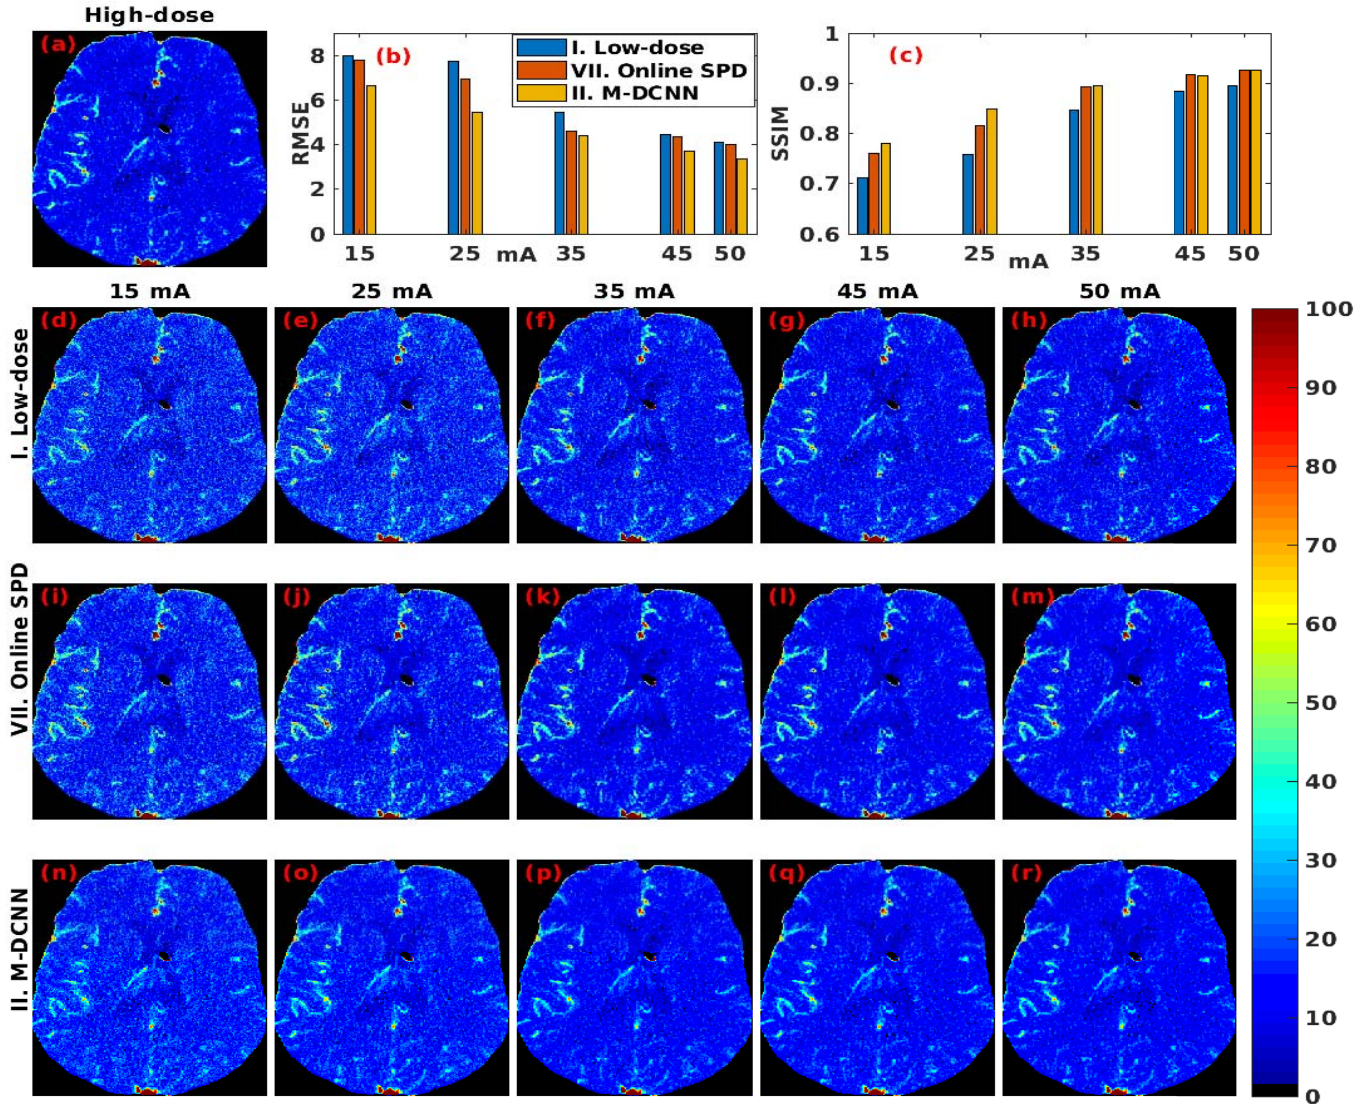 High-dose
(a)
(b)
8
6
4
2
0
RMSE
15 25 mA 35 45 50
I. Low-dose
VII. Online SPD
II. M-DCNN
(c)
1
0.9
0.8
0.7
0.6
SSIM
15 25 mA 35 45 50
15 mA 25 mA 35 mA 45 mA 50 mA
I. Low-dose
(d) (e) (f) (g) (h)
VII. Online SPD
(i) (j) (k) (l) (m)
II. M-DCNN
(n) (o) (p) (q) (r)
100
90
80
70
60
50
40
30
20
10
0